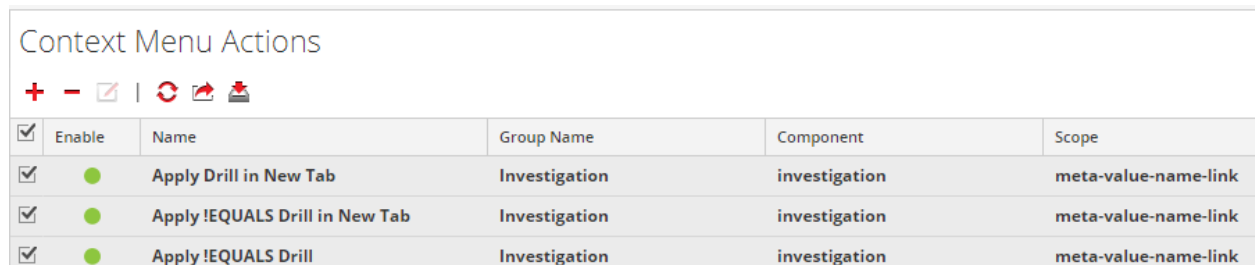 Context Menu Actions
Enable Name Group Name Component Scope
Apply Drill in New Tab Investigation investigation meta-value-name-link
Apply !EQUALS Drill in New Tab Investigation investigation meta-value-name-link
Apply !EQUALS Drill Investigation investigation meta-value-name-link